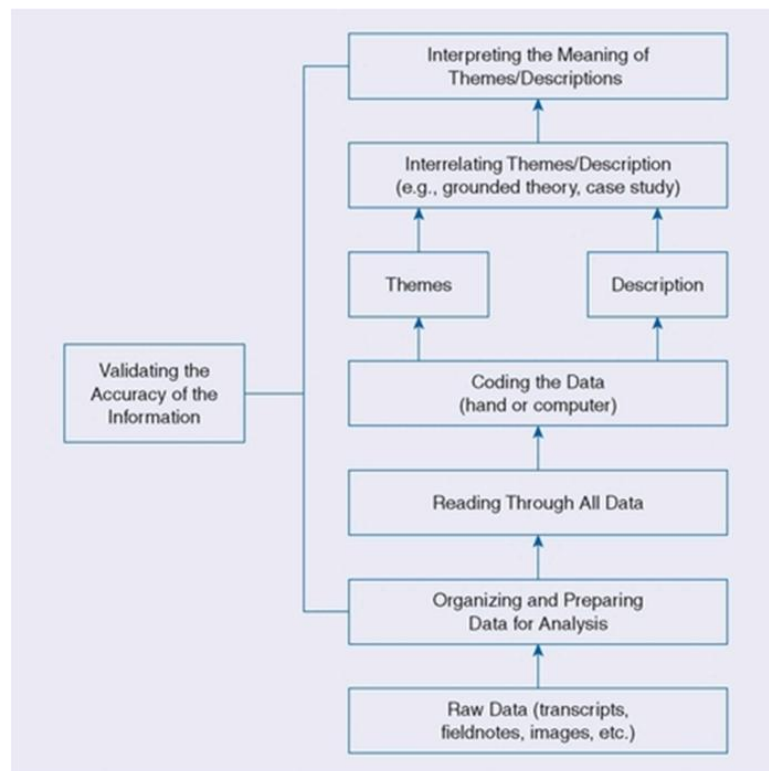 Interpreting the Meaning of
Themes/Descriptions
Interrelating Themes/Description
(e.g., grounded theory, case study)
Themes
Description
Validating the
Accuracy of the
Information
Coding the Data
(hand or computer)
Reading Through All Data
Organizing and Preparing
Data for Analysis
Raw Data (transcripts,
fieldnotes, images, etc.)